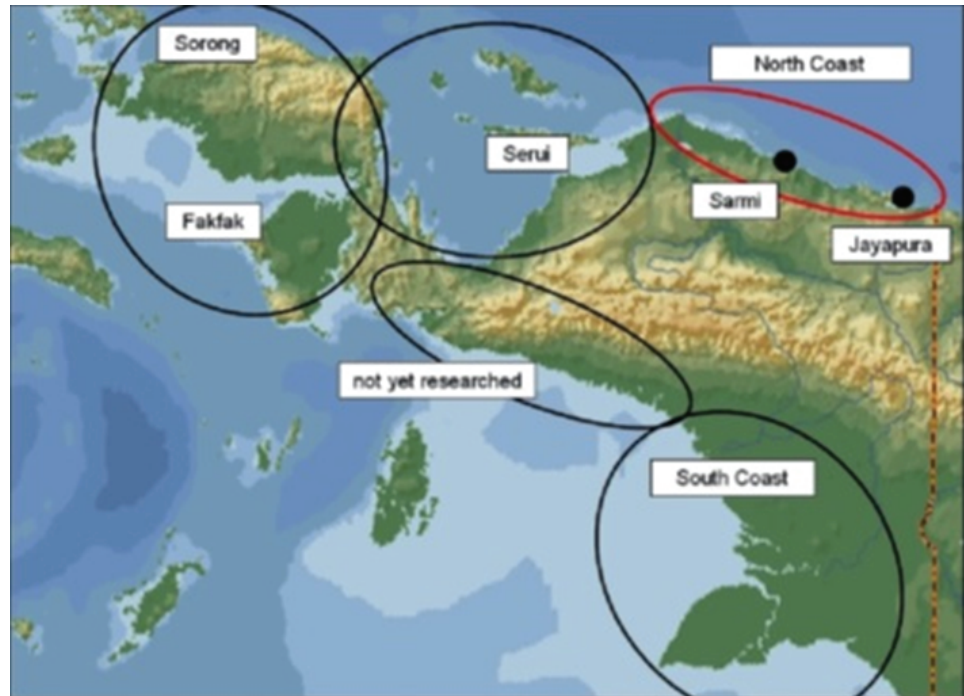 Sorong
North Coast
Serui
Sarmi
Fakfak
Jayapura
not yet researched
South Coast